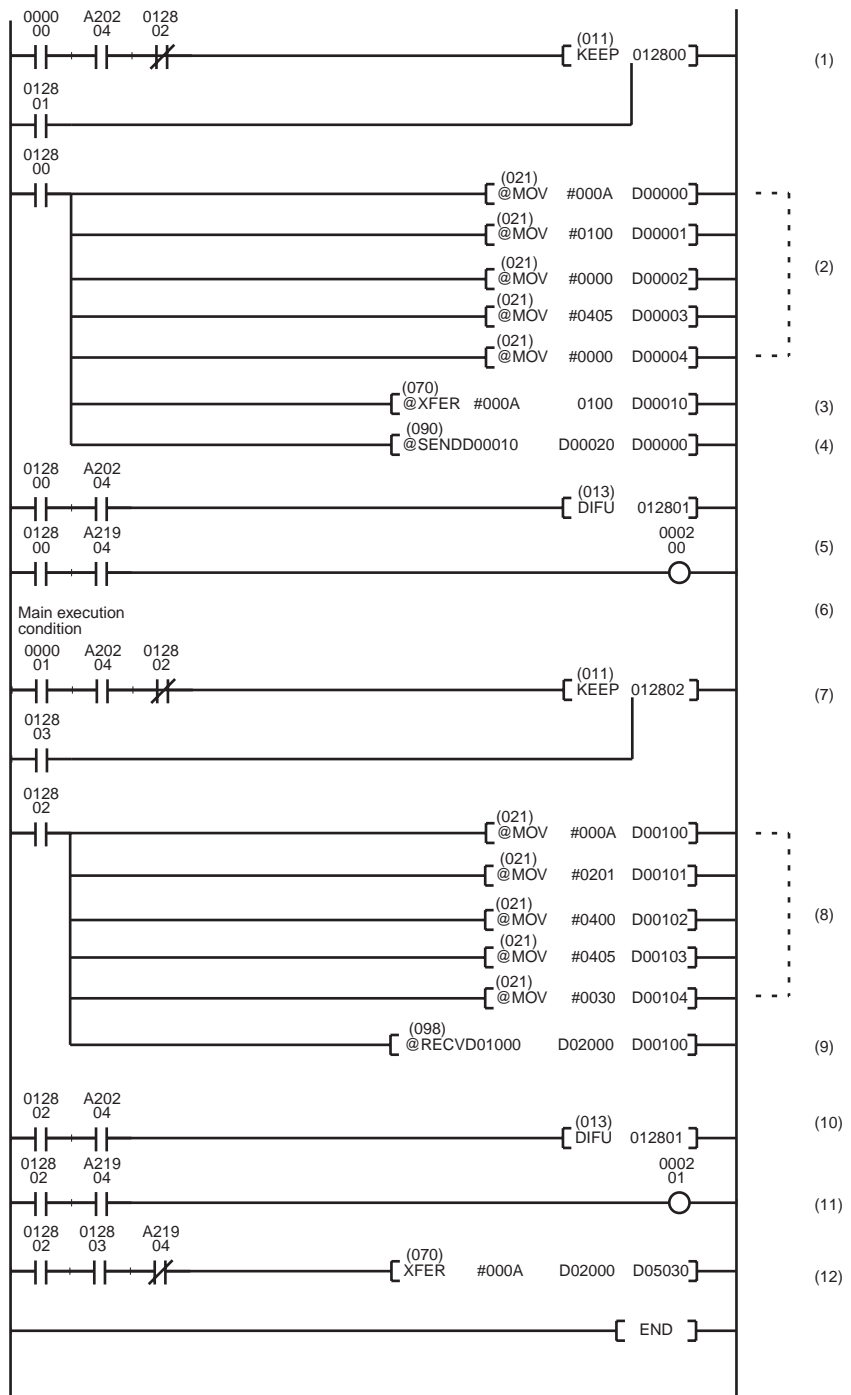 0000 A202 0128
00 04 02
(011)
KEEP 012800
(1)
0128
01
0128
00
(021)
@MOV #000A D00000
(021)
@MOV #0100 D00001
(2)
(021)
@MOV #0000 D00002
(021)
@MOV #0405 D00003
(021)
@MOV #0000 D00004
(070)
@XFER #000A 0100 D00010
(3)
(090)
@SENDD00010 D00020 D00000
(4)
0128 A202
00 04
(013)
DIFU 012801
0128 A219
00 04
0002
00
(5)
Main execution
condition
(6)
0000 A202 0128
01 04 02
(011)
KEEP 012802
(7)
0128
03
0128
02
(021)
@MOV #000A D00100
(021)
@MOV #0201 D00101
(8)
(021)
@MOV #0400 D00102
(021)
@MOV #0405 D00103
(021)
@MOV #0030 D00104
(098)
@RECVD01000 D02000 D00100
(9)
0128 A202
02 04
(10)
(013)
DIFU 012801
0128 A219
02 04
0002
01
(11)
0128 0128 A219
02 03 04
(070)
XFER #000A D02000 D05030
(12)
END